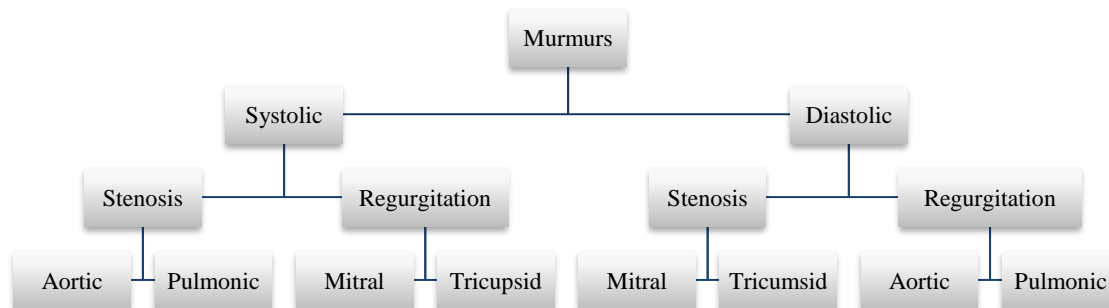 Murmurs
Systolic
Diastolic
Stenosis
Regurgitation
Stenosis
Regurgitation
Aortic
Pulmonic
Mitral
Tricupsid
Mitral
Tricumsid
Aortic
Pulmonic